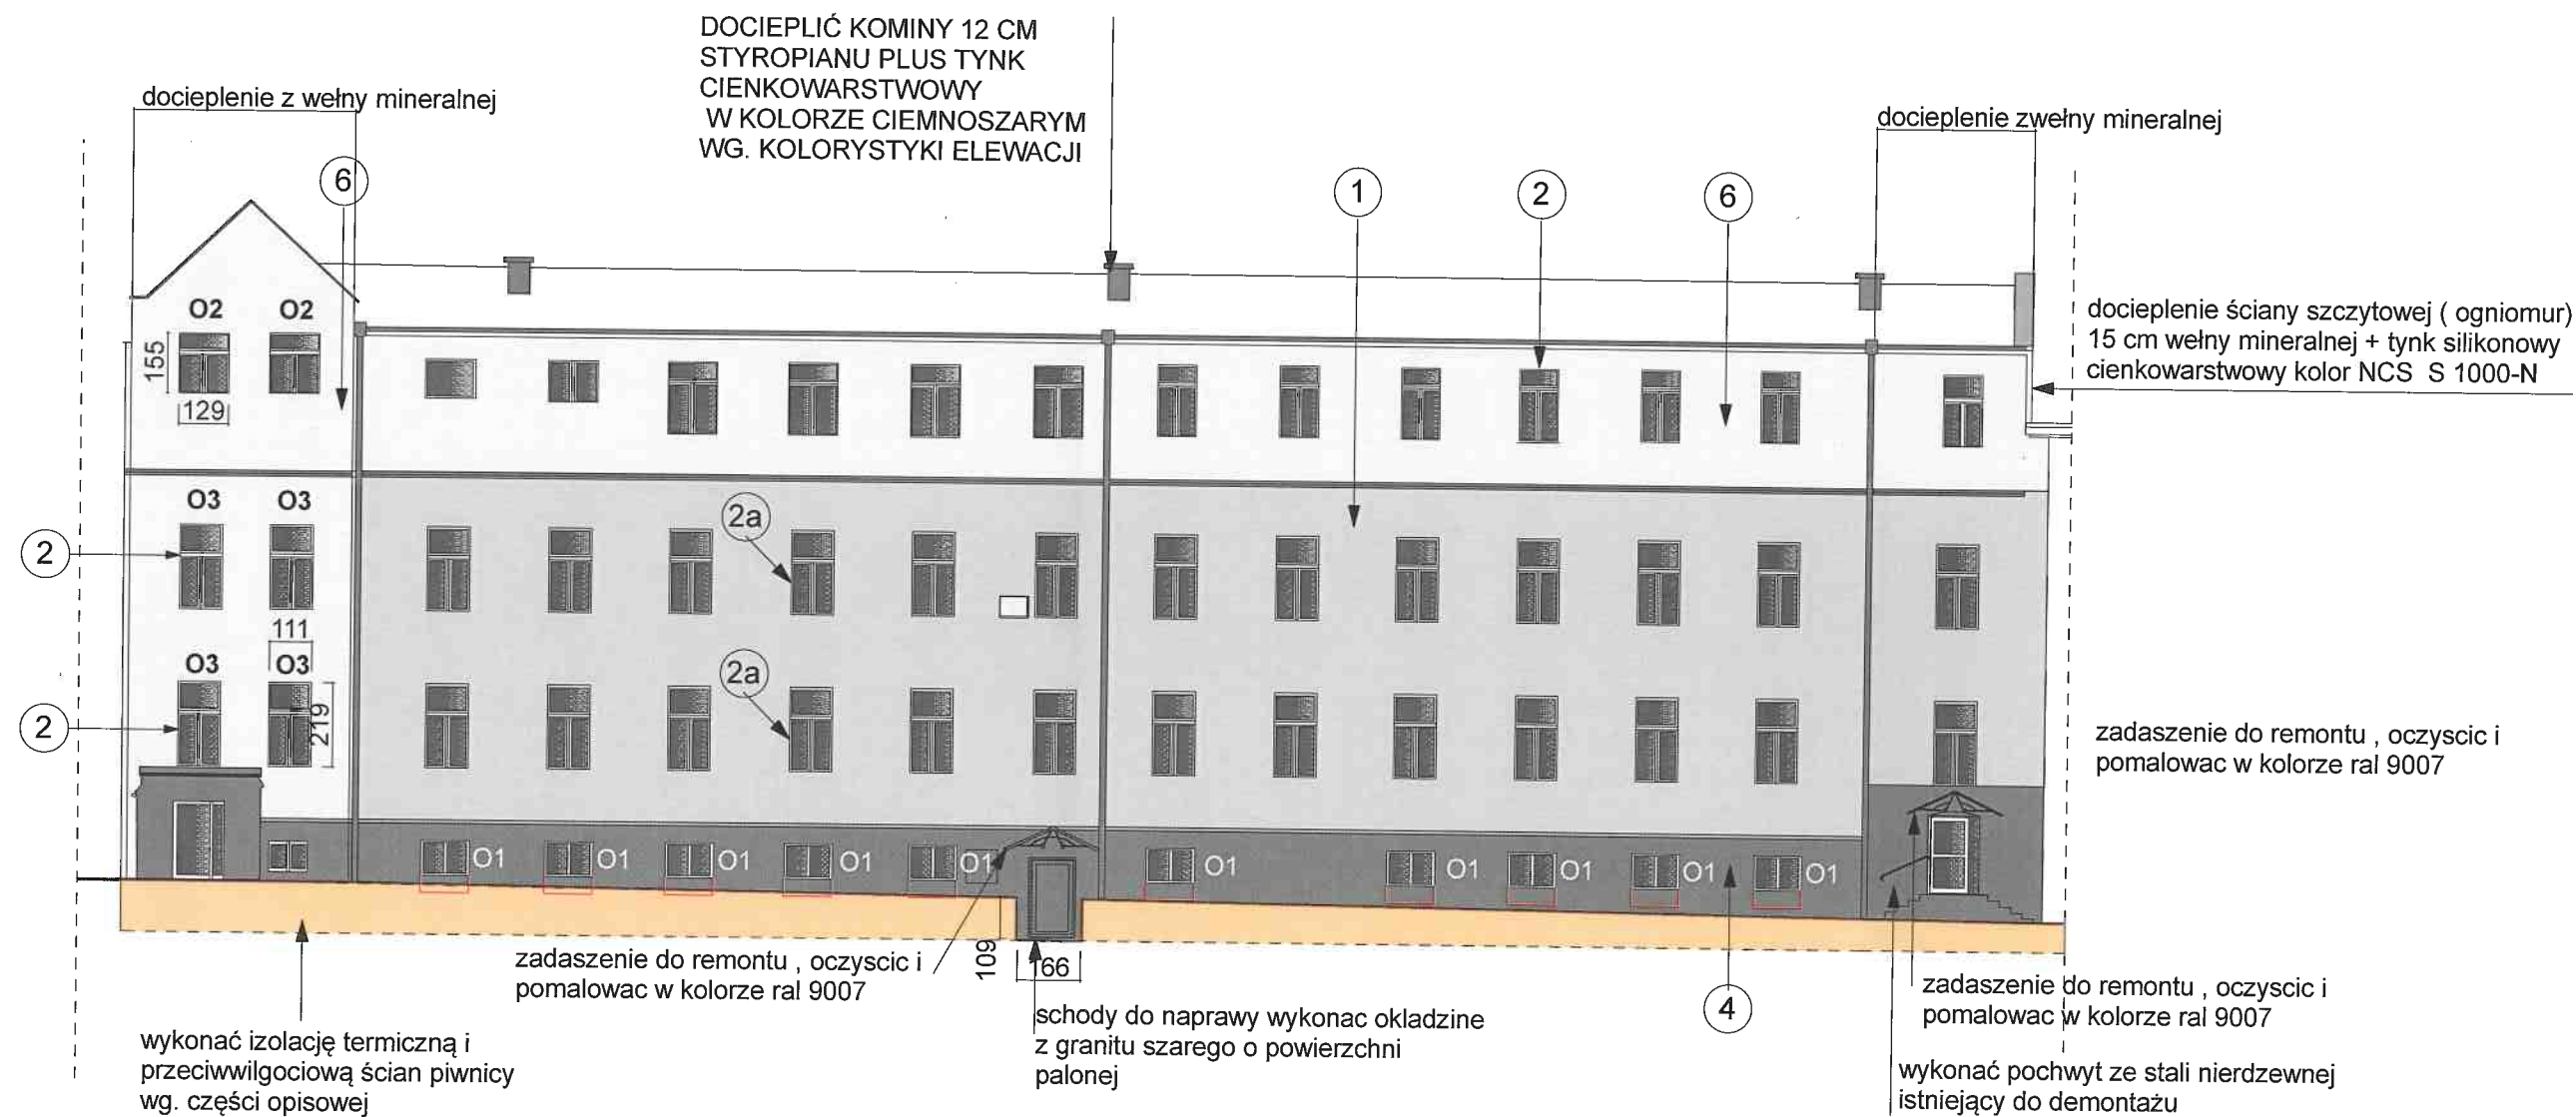 DOCIEPLIĆ KOMINY 12 CM
STYROPIANU PLUS TYNK
CIENKOWARSTWOWY
W KOLORZE CIEMNOSZARYM
WG. KOLORYSTYKI ELEWACJI
docieplenie z wełny mineralnej
docieplenie zwełny mineralnej
6
1
2
6
docieplenie ściany szczytowej ( ogniomur)
15 cm wełny mineralnej + tynk silikonowy
cienkowarstwowy kolor NCS S 1000-N
O2
O2
155
129
O3
O3
2
2a
111
O3
O3
219
2
2a
zadaszenie do remontu , oczyscic i
pomalowac w kolorze ral 9007
O1
O1
O1
O1
O1
O1
O1
O1
O1
O1
109
166
4
zadaszenie do remontu , oczyscic i
pomalowac w kolorze ral 9007
schody do naprawy wykonac okladzine
z granitu szarego o powierzchni
palonej
zadaszenie do remontu , oczyscic i
pomalowac w kolorze ral 9007
wykonać izolację termiczną i
przeciwwilgociową ścian piwnicy
wg. części opisowej
wykonać pochwyt ze stali nierdzewnej
istniejący do demontażu